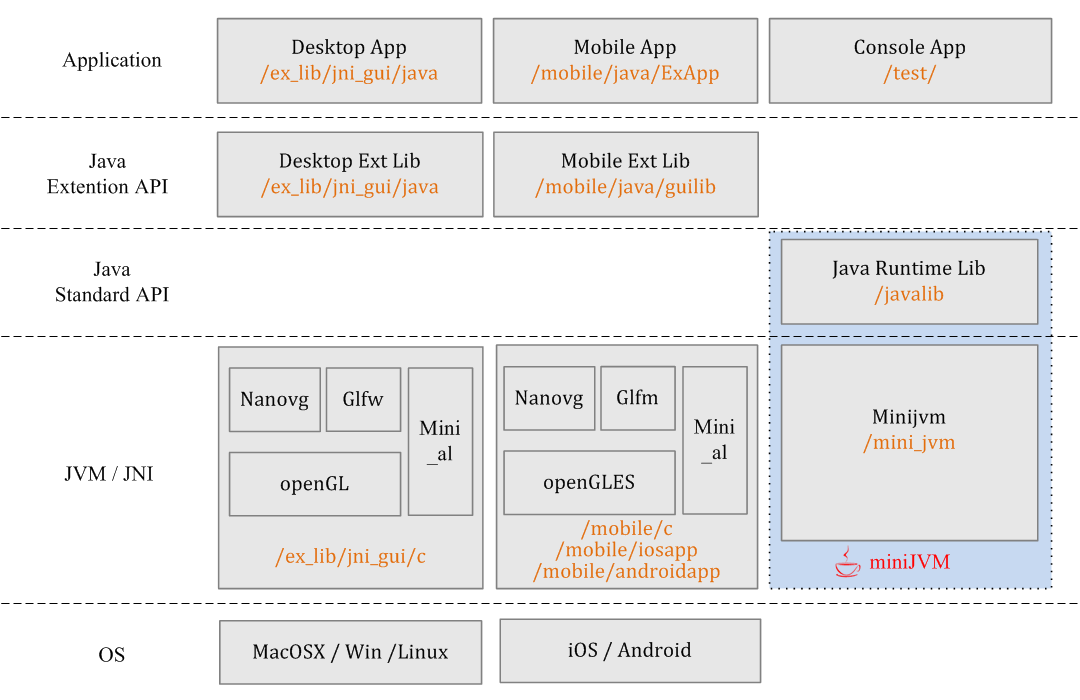 Application
Desktop App
/ex_lib/jni_gui/java
Mobile App
/mobile/java/ExApp
Console App
/test/
Java
Extention API
Desktop Ext Lib
/ex_lib/jni_gui/java
Mobile Ext Lib
/mobile/java/guilib
Java
Standard API
Java Runtime Lib
/javalib
JVM / JNI
Nanovg
Glfw
Mini
_al
openGL
/ex_lib/jni_gui/c
Nanovg
Glfm
Mini
_al
openGLES
/mobile/c
/mobile/iosapp
/mobile/androidapp
Minijvm
/mini_jvm
miniJVM
OS
MacOSX / Win /Linux
iOS / Android